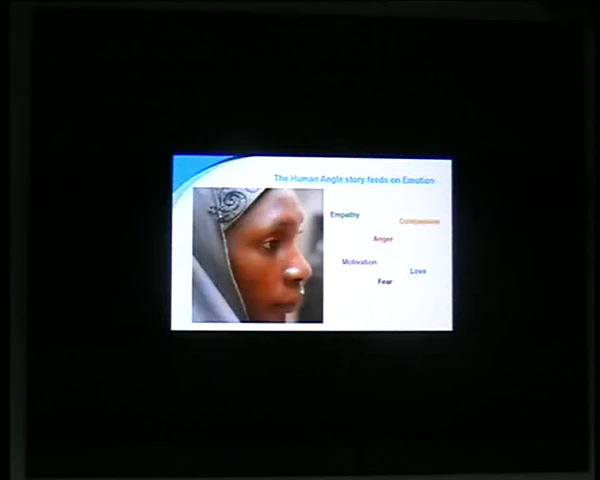 The Human Angle story feeds on Emotion
Empathy
Compassion
Anger
Motivation
Love
Fear